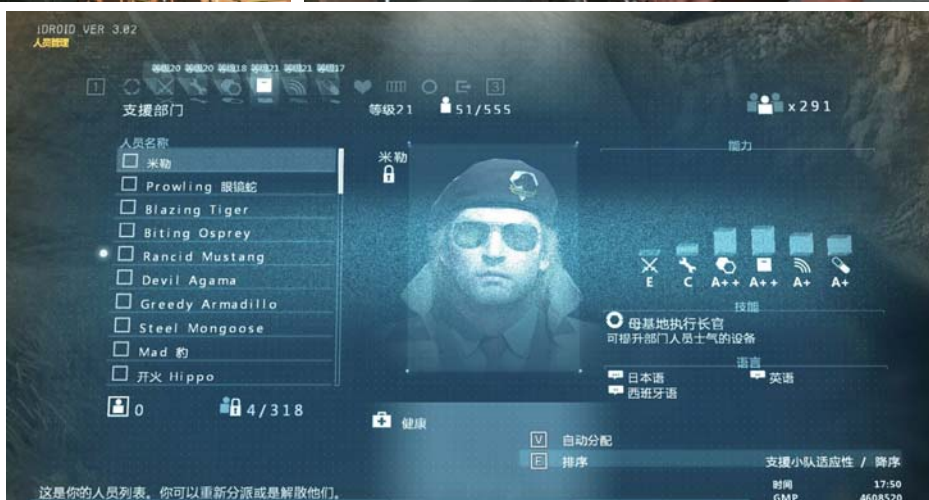 iDROID VER 3.02
人员管理
等级20 等级20 等级18 等级21 等级21 等级17
1
3
支援部门
等级21 51/555
x291
人员名称
米勒
Prowling 眼镜蛇
Blazing Tiger
Biting Osprey
Rancid Mustang
Devil Agama
Greedy Armadillo
Steel Mongoose
Mad 豹
开火 Hippo
0 4/318
米勒
健康
能力
E C A++ A++ A+ A+
技能
母基地执行长官
可提升部门人员士气的设备
语言
日本语 英语
西班牙语
V 自动分配
E 排序
支援小队适应性 / 降序
时间 17:50
GMP 4608520
这是你的人员列表。你可以重新分派或是解散他们。